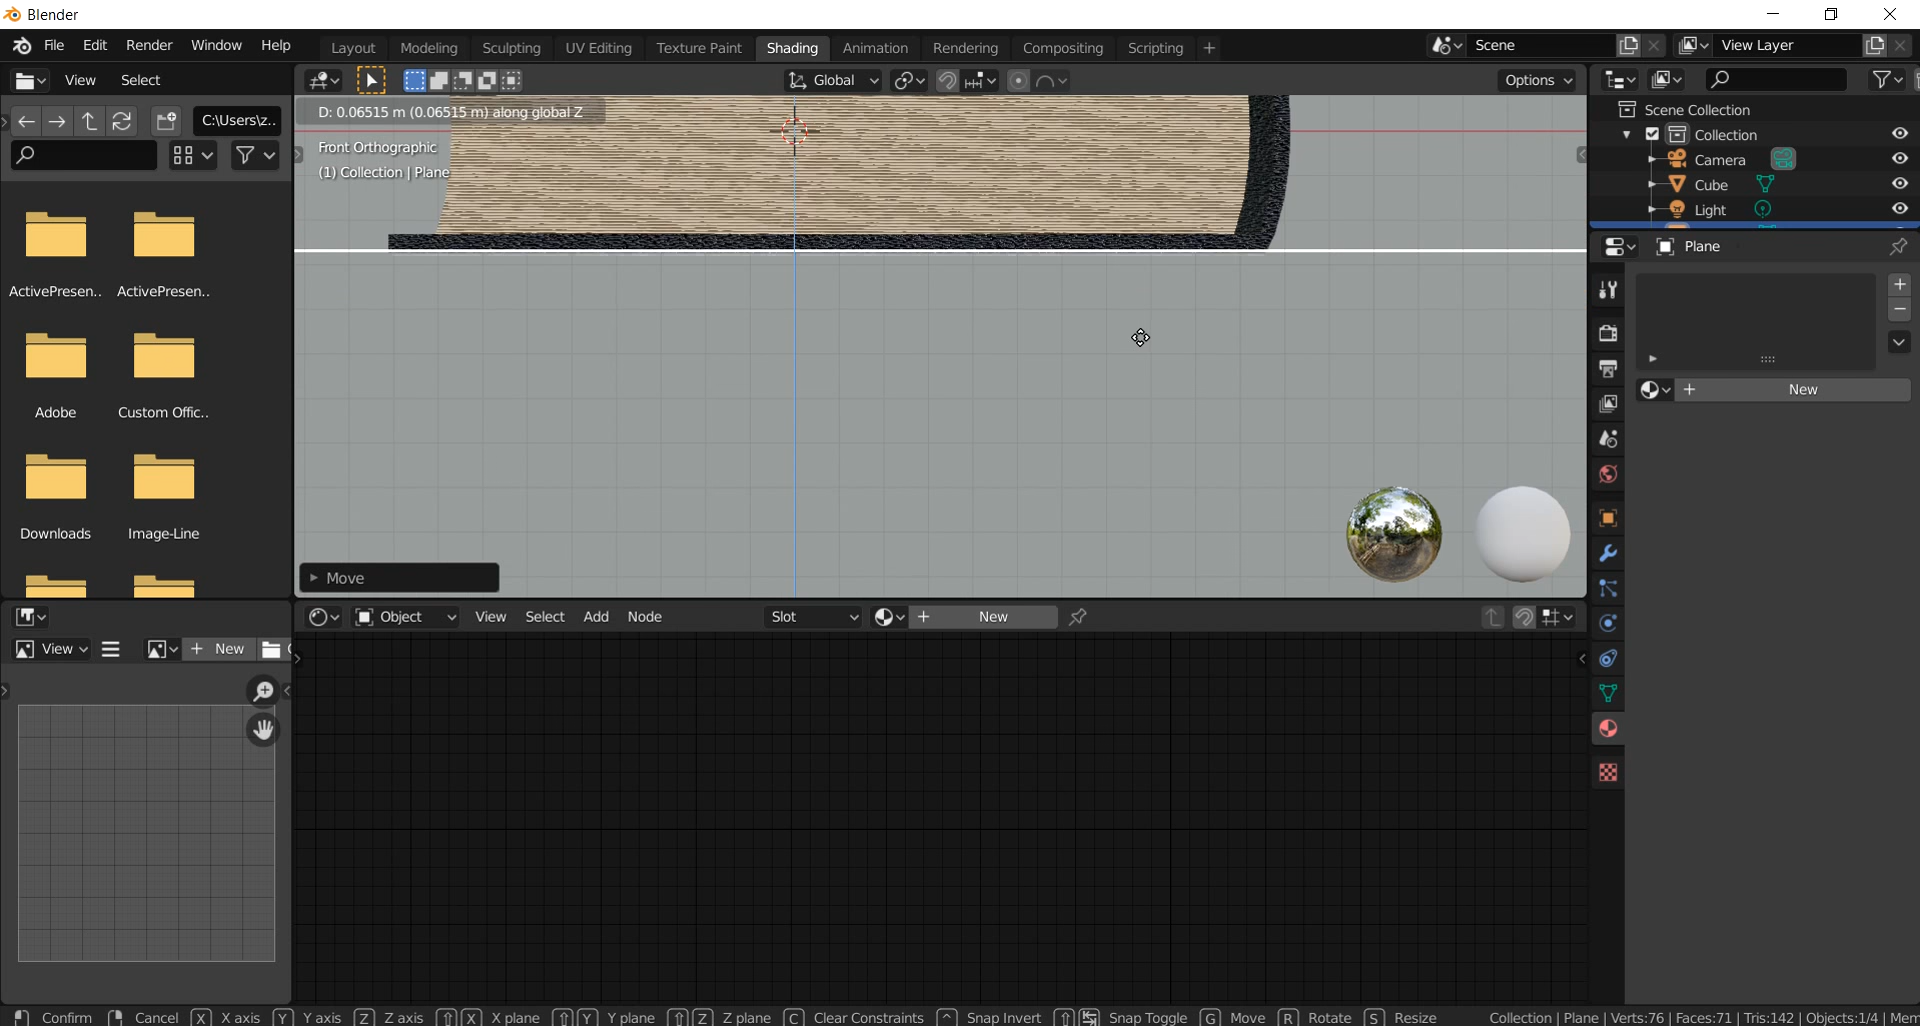 Blender
File Edit Render Window Help
Layout Modeling Sculpting UV Editing Texture Paint Shading Animation Rendering Compositing Scripting +
Scene
View Layer
View Select
Global
Options
C:\Users\z..
D: 0.06515 m (0.06515 m) along global Z
Front Orthographic
(1) Collection | Plane
Scene Collection
Collection
Camera
Cube
Light
Plane
New
ActivePresen..
ActivePresen..
Adobe
Custom Offic..
Downloads
Image-Line
Move
Object View Select Add Node
Slot
New
View
New
Confirm Cancel X X axis Y Y axis Z Z axis X X plane Y Y plane Z Z plane C Clear Constraints ^ Snap Invert Snap Toggle G Move R Rotate S Resize
Collection | Plane | Verts:76 | Faces:71 | Tris:142 | Objects:1/4 | Mem